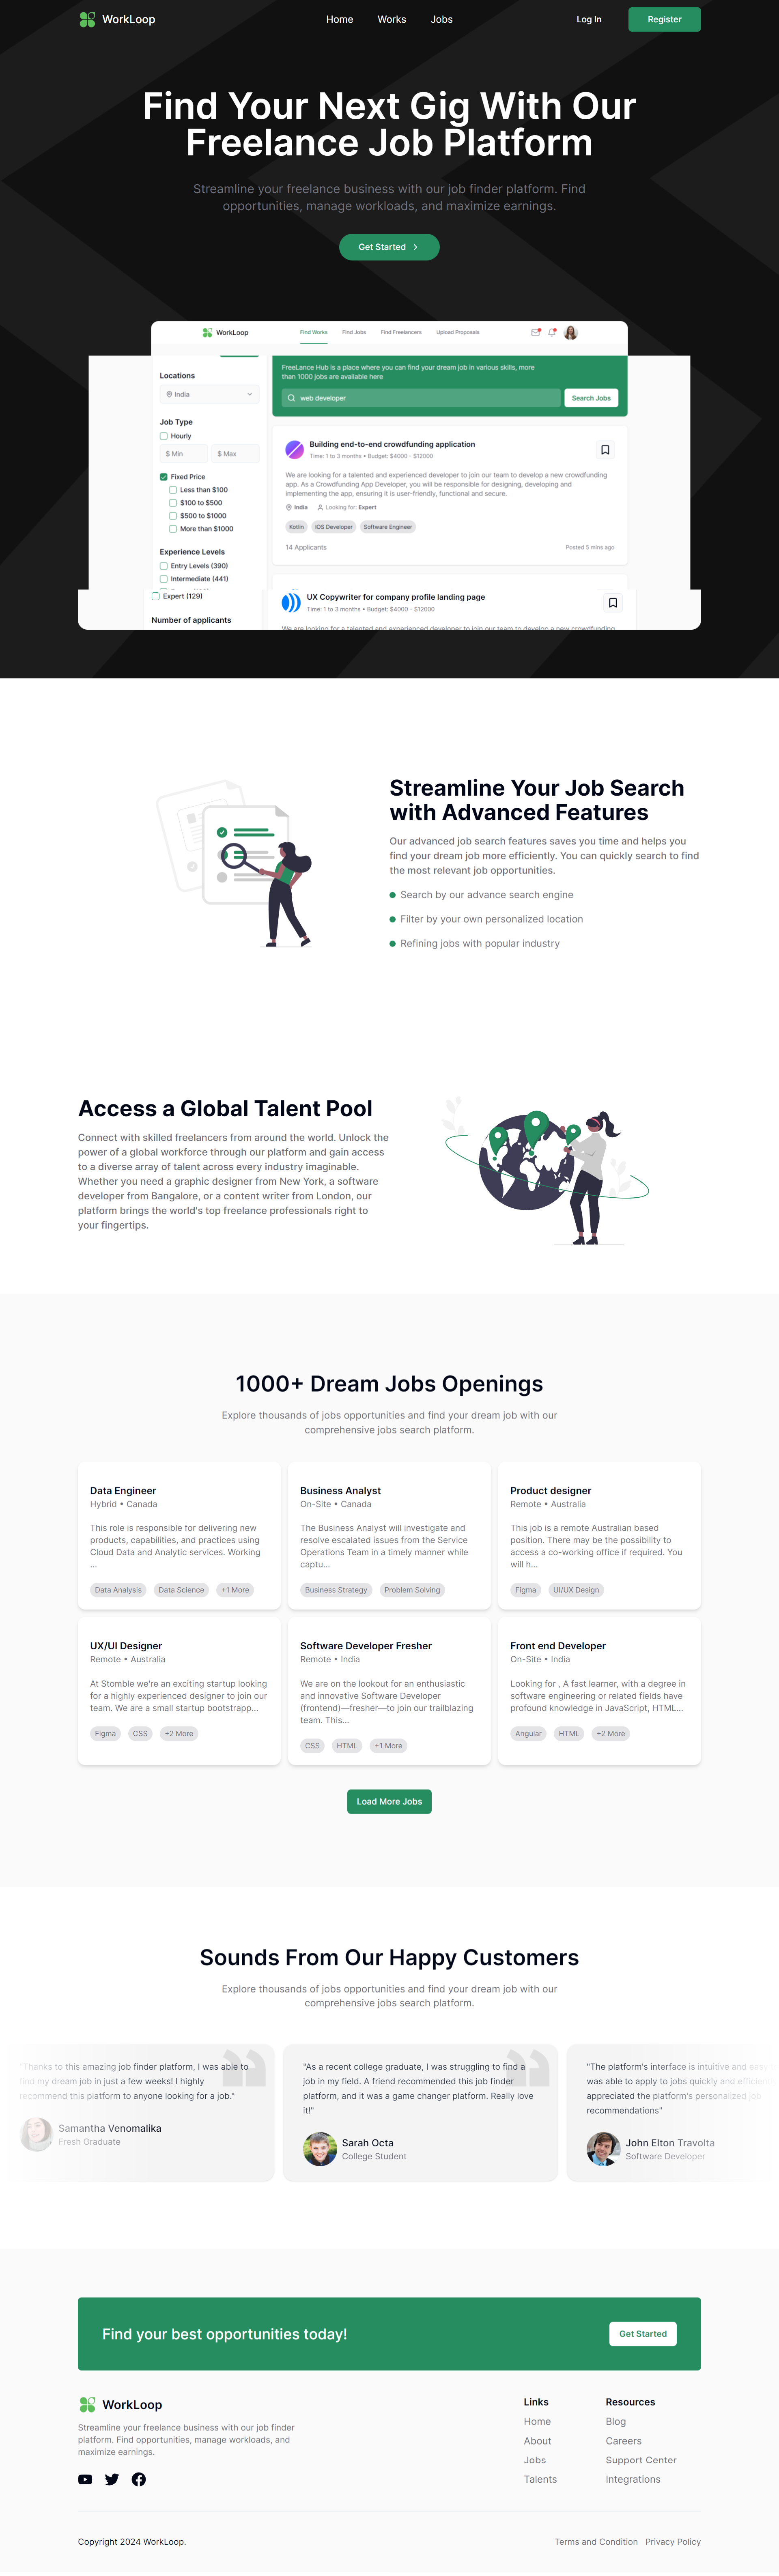 WorkLoop
Home Works Jobs
Log In Register
Find Your Next Gig With Our
Freelance Job Platform
Streamline your freelance business with our job finder platform. Find
opportunities, manage workloads, and maximize earnings.
Get Started
WorkLoop
Find Works Find Jobs Find Freelancers Upload Proposals
Locations
India
Job Type
Hourly
$ Min $ Max
Fixed Price
Less than $100
$100 to $500
$500 to $1000
More than $1000
Experience Levels
Entry Levels (390)
Intermediate (441)
Expert (129)
Number of applicants
FreeLance Hub is a place where you can find your dream job in various skills, more
than 1000 jobs are available here
web developer
Search Jobs
Building end-to-end crowdfunding application
Time: 1 to 3 months • Budget: $4000 - $12000
We are looking for a talented and experienced developer to join our team to develop a new crowdfunding
app. As a Crowdfunding App Developer, you will be responsible for designing, developing and
implementing the app, ensuring it is user-friendly, functional and secure.
India Looking for: Expert
Kotlin IOS Developer Software Engineer
14 Applicants Posted 5 mins ago
UX Copywriter for company profile landing page
Time: 1 to 3 months • Budget: $4000 - $12000
We are looking for a talented and experienced developer to join our team to develop a new crowdfunding
Streamline Your Job Search
with Advanced Features
Our advanced job search features saves you time and helps you
find your dream job more efficiently. You can quickly search to find
the most relevant job opportunities.
Search by our advance search engine
Filter by your own personalized location
Refining jobs with popular industry
Access a Global Talent Pool
Connect with skilled freelancers from around the world. Unlock the
power of a global workforce through our platform and gain access
to a diverse array of talent across every industry imaginable.
Whether you need a graphic designer from New York, a software
developer from Bangalore, or a content writer from London, our
platform brings the world's top freelance professionals right to
your fingertips.
1000+ Dream Jobs Openings
Explore thousands of jobs opportunities and find your dream job with our
comprehensive jobs search platform.
Data Engineer
Hybrid • Canada
This role is responsible for delivering new
products, capabilities, and practices using
Cloud Data and Analytic services. Working
...
Data Analysis Data Science +1 More
Business Analyst
On-Site • Canada
The Business Analyst will investigate and
resolve escalated issues from the Service
Operations Team in a timely manner while
captu...
Business Strategy Problem Solving
Product designer
Remote • Australia
This job is a remote Australian based
position. There may be the possibility to
access a co-working office if required. You
will h...
Figma UI/UX Design
UX/UI Designer
Remote • Australia
At Stomble we're an exciting startup looking
for a highly experienced designer to join our
team. We are a small startup bootstrapp...
Figma CSS +2 More
Software Developer Fresher
Remote • India
We are on the lookout for an enthusiastic
and innovative Software Developer
(frontend)—fresher—to join our trailblazing
team. This...
CSS HTML +1 More
Front end Developer
On-Site • India
Looking for , A fast learner, with a degree in
software engineering or related fields have
profound knowledge in JavaScript, HTML...
Angular HTML +2 More
Load More Jobs
Sounds From Our Happy Customers
Explore thousands of jobs opportunities and find your dream job with our
comprehensive jobs search platform.
"Thanks to this amazing job finder platform, I was able to
find my dream job in just a few weeks! I highly
recommend this platform to anyone looking for a job."
Samantha Venomalika
Fresh Graduate
"As a recent college graduate, I was struggling to find a
job in my field. A friend recommended this job finder
platform, and it was a game changer platform. Really love
it!"
Sarah Octa
College Student
"The platform's interface is intuitive and easy
was able to apply to jobs quickly and
appreciated the platform's personalized job
recommendations"
John Elton Travolta
Software Developer
Find your best opportunities today!
Get Started
WorkLoop
Streamline your freelance business with our job finder
platform. Find opportunities, manage workloads, and
maximize earnings.
Links
Home
About
Jobs
Talents
Resources
Blog
Careers
Support Center
Integrations
Copyright 2024 WorkLoop.
Terms and Condition Privacy Policy